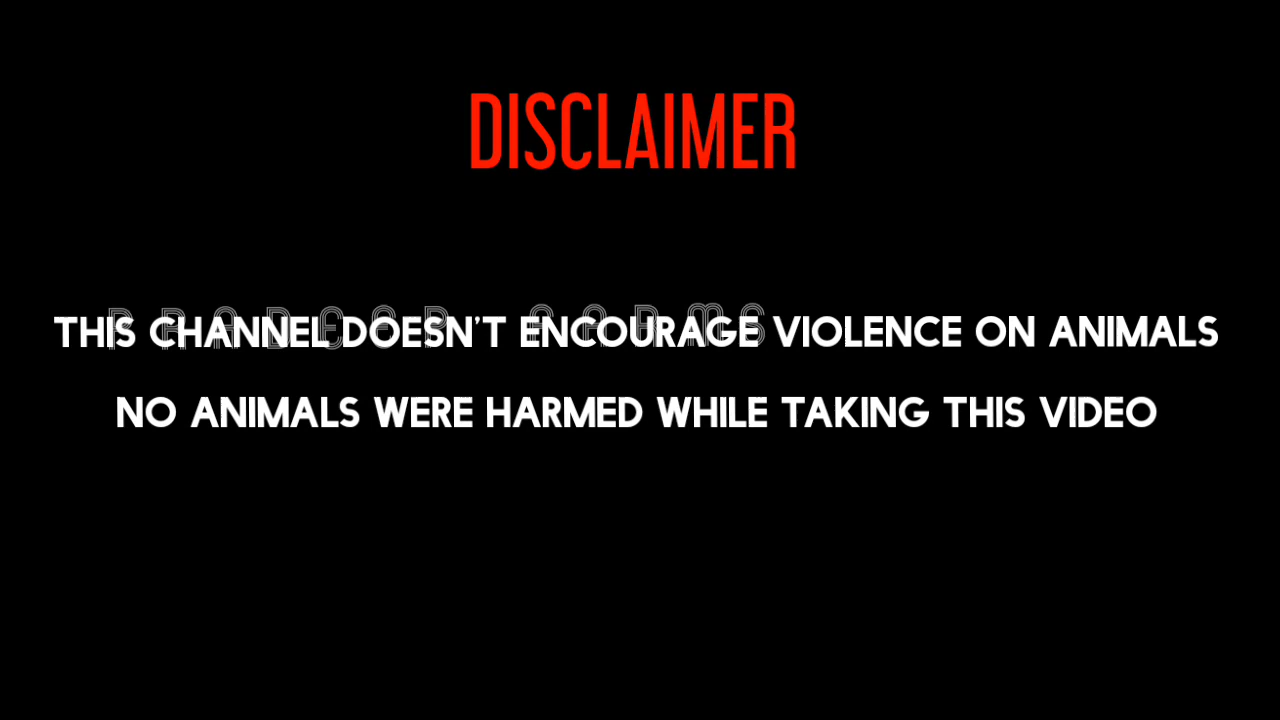 DISCLAIMER
THIS CHANNEL DOESN'T ENCOURAGE VIOLENCE ON ANIMALS
NO ANIMALS WERE HARMED WHILE TAKING THIS VIDEO